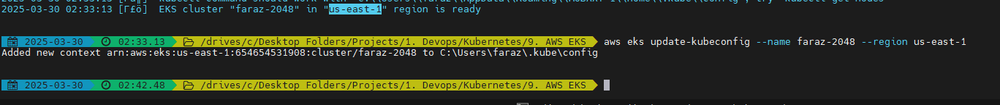 2025-03-30 02:33:13 [Γ£ö]  EKS cluster "faraz-2048" in "us-east-1" region is ready
2025-03-30 02:33.13 /drives/c/Desktop Folders/Projects/1. Devops/Kubernetes/9. AWS EKS aws eks update-kubeconfig --name faraz-2048 --region us-east-1
Added new context arn:aws:eks:us-east-1:654654531908:cluster/faraz-2048 to C:\Users\faraz\.kube\config
2025-03-30 02:42.48 /drives/c/Desktop Folders/Projects/1. Devops/Kubernetes/9. AWS EKS